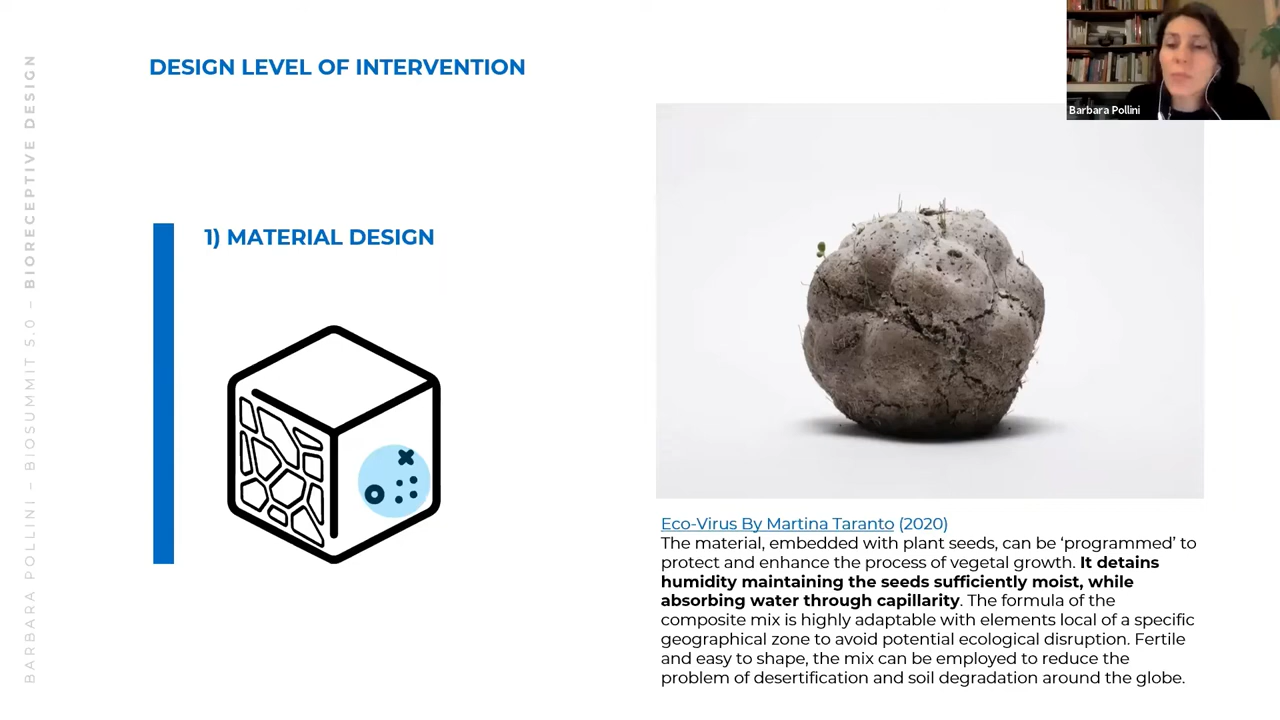 DESIGN LEVEL OF INTERVENTION
Barbara Pollini
BARBARA POLLINI – BIOSUMMIT 5.0 – BIORECEPTIVE DESIGN
1) MATERIAL DESIGN
Eco-Virus By Martina Taranto (2020)
The material, embedded with plant seeds, can be ‘programmed’ to
protect and enhance the process of vegetal growth. It detains
humidity maintaining the seeds sufficiently moist, while
absorbing water through capillarity. The formula of the
composite mix is highly adaptable with elements local of a specific
geographical zone to avoid potential ecological disruption. Fertile
and easy to shape, the mix can be employed to reduce the
problem of desertification and soil degradation around the globe.